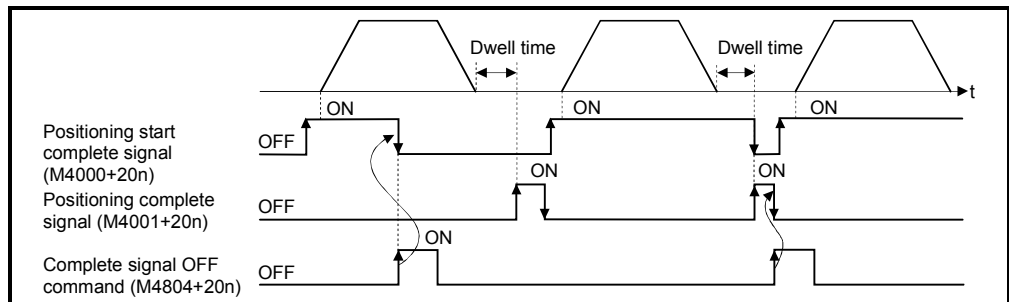 Dwell time
Dwell time
t
ON
ON
ON
Positioning start
complete signal
(M4000+20n)
OFF
ON
ON
Positioning complete
signal (M4001+20n)
OFF
ON
Complete signal OFF
command (M4804+20n)
OFF